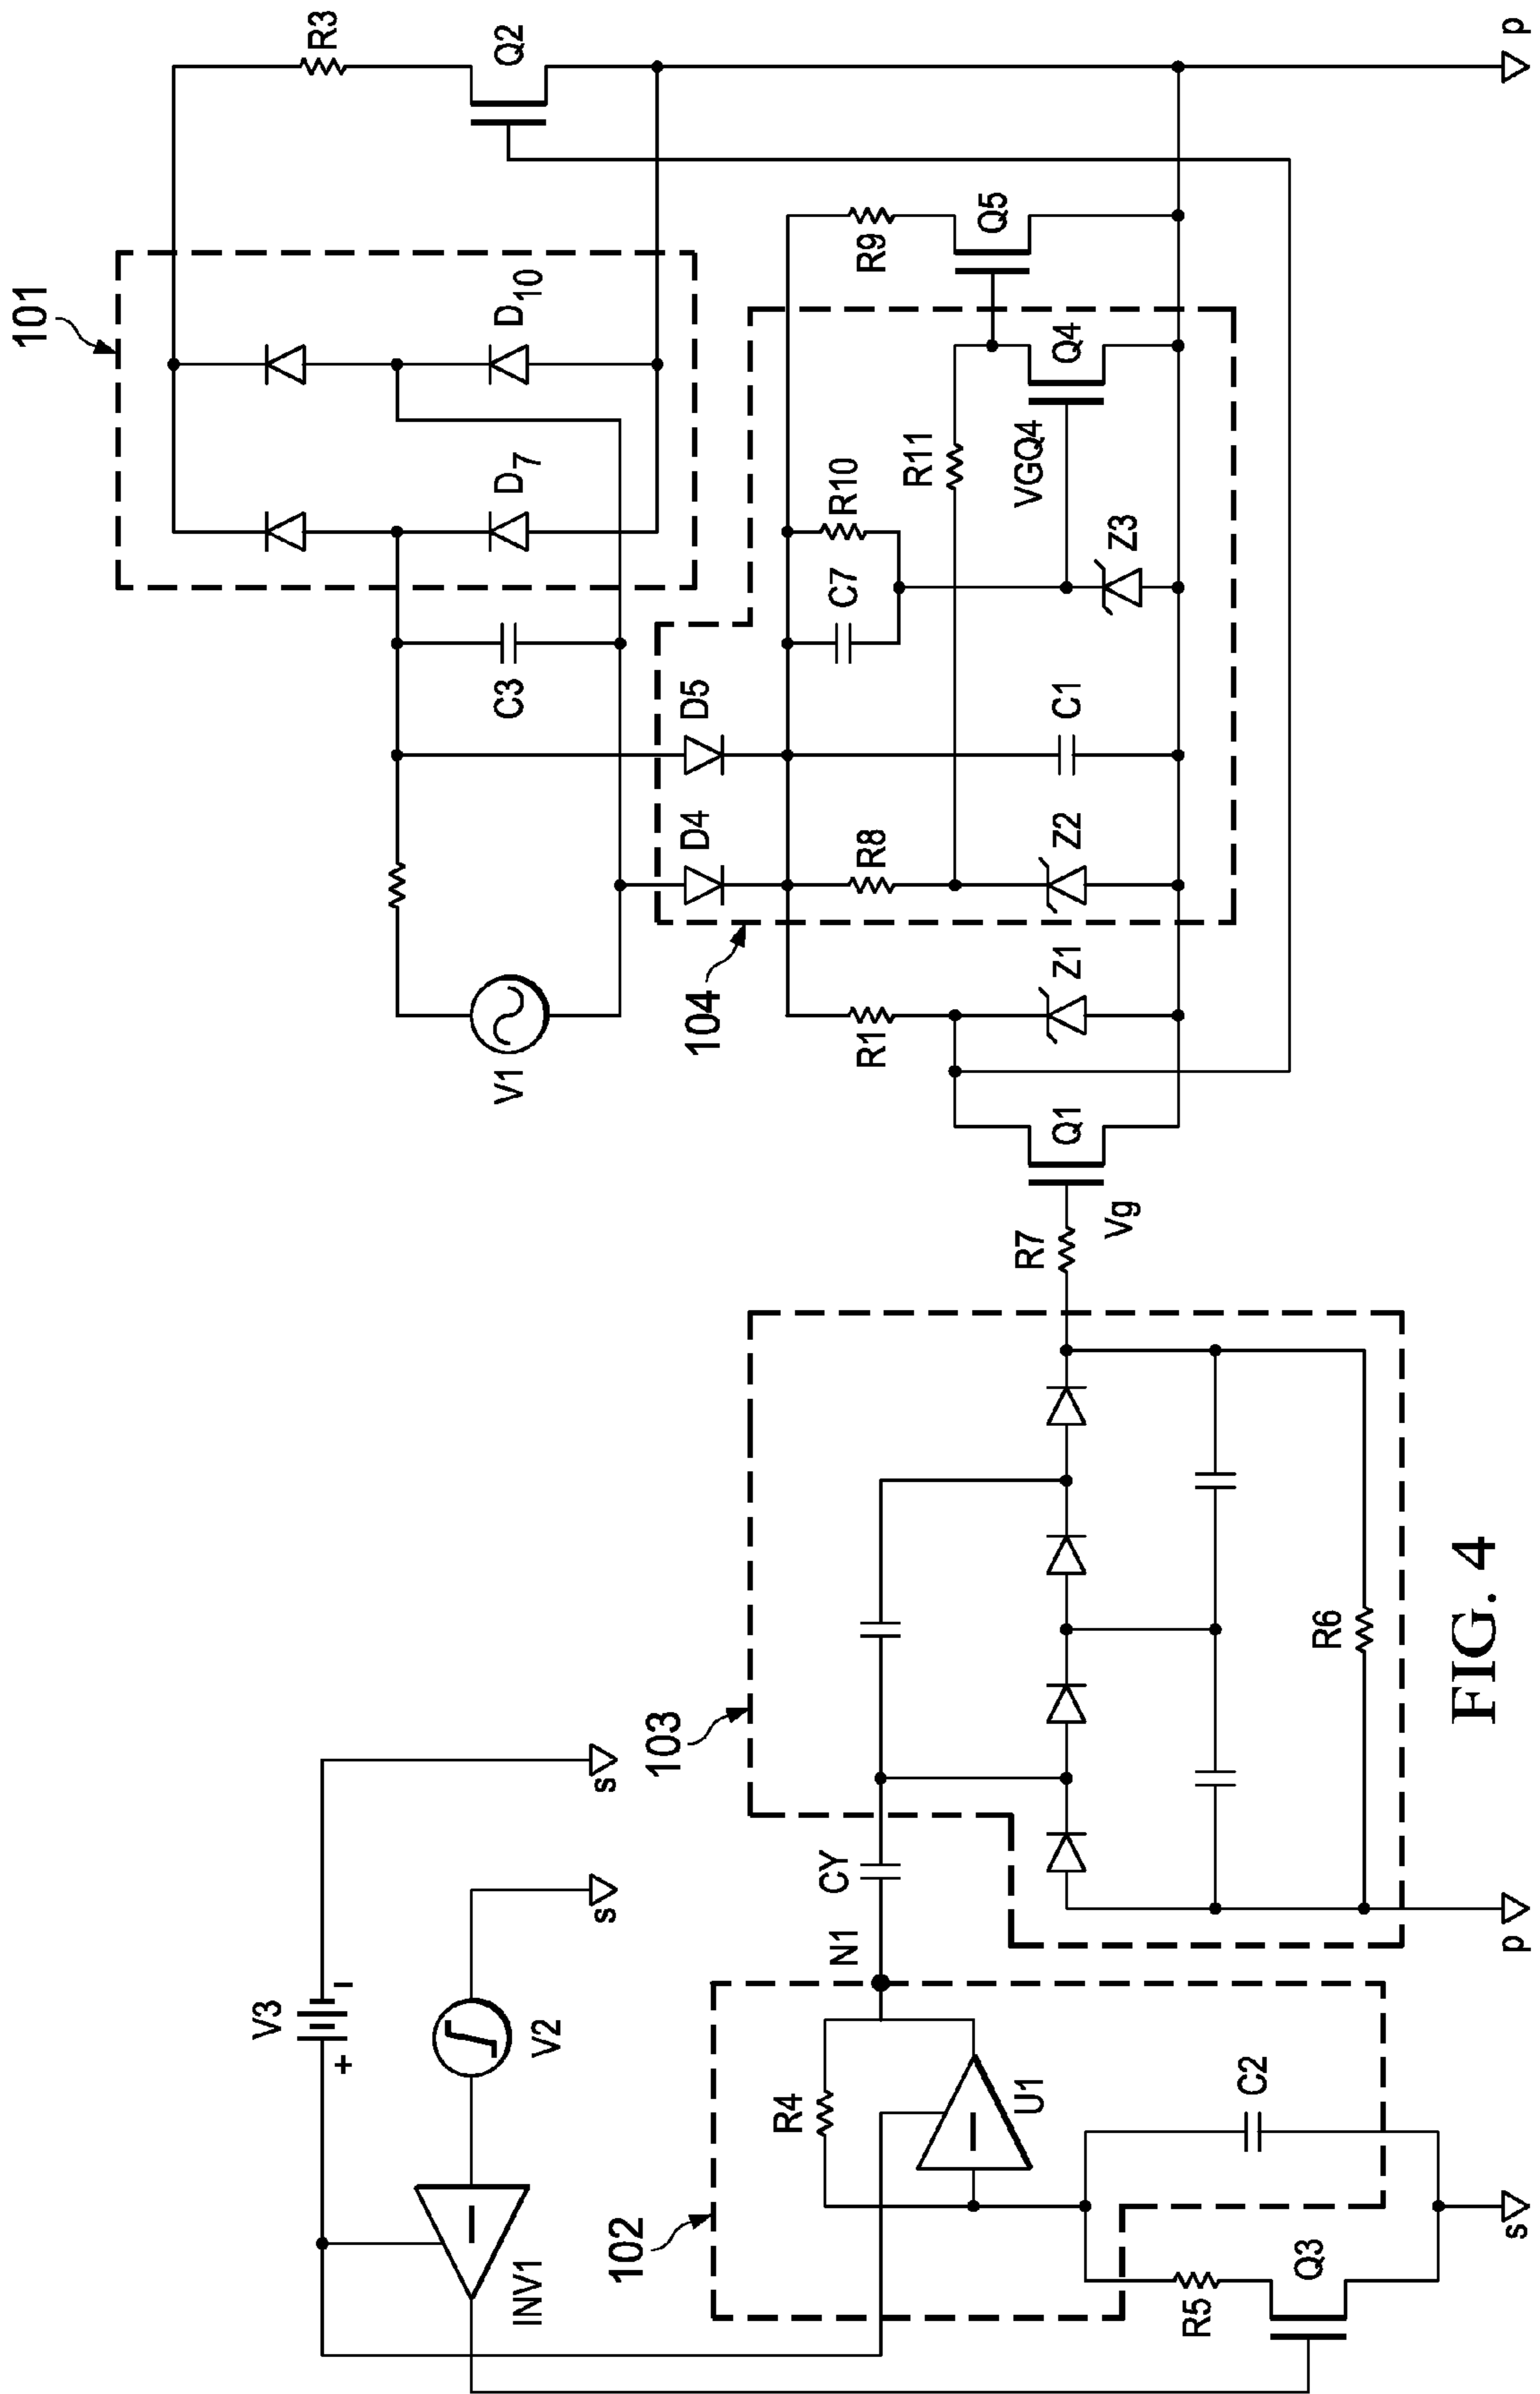 101
R3
Q2
D10
D7
C3
V1
D5
D4
104
R9
Q5
R10
C7
R11
VGQ4
Q4
Z3
C1
R8
Z2
R1
Z1
Q1
Vg
R7
p
103
R6
CY
N1
p
V3
+
−
s
s
V2
INV1
102
R4
U1
C2
R5
Q3
s
FIG. 4